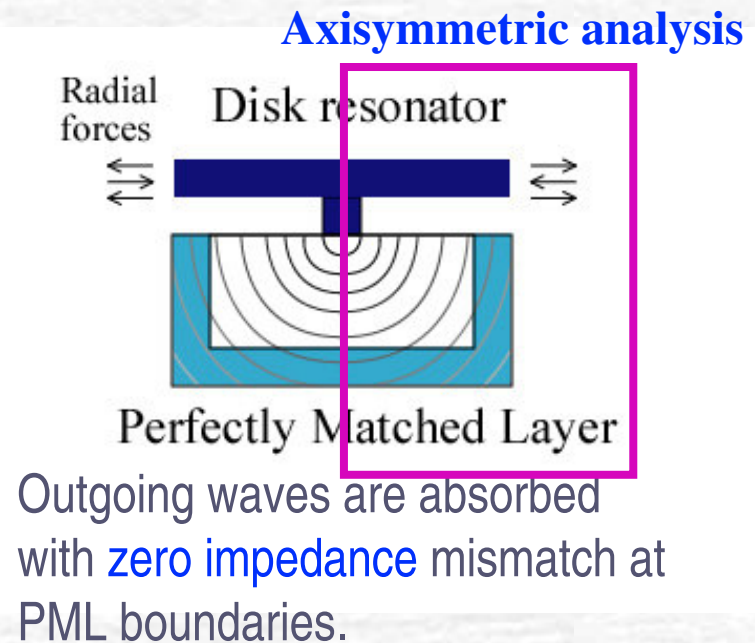 Axisymmetric analysis
Radial
forces
Disk resonator
Perfectly Matched Layer
Outgoing waves are absorbed
with zero impedance mismatch at
PML boundaries.